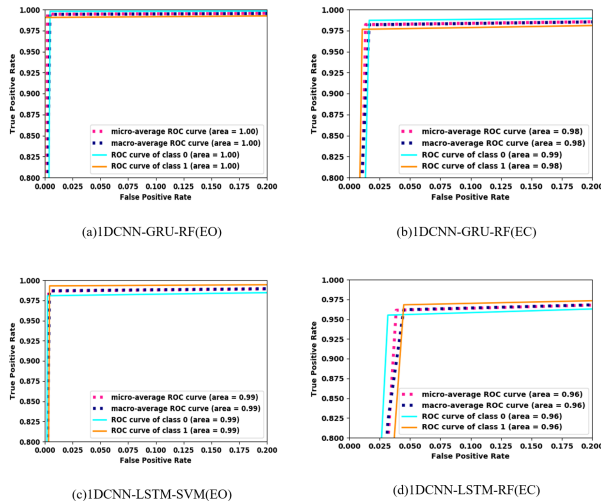 1.000
0.975
0.950
0.925
0.900
0.875
0.850
0.825
0.800
True Positive Rate
micro-average ROC curve (area = 1.00)
macro-average ROC curve (area = 1.00)
ROC curve of class 0 (area = 1.00)
ROC curve of class 1 (area = 1.00)
0.000 0.025 0.050 0.075 0.100 0.125 0.150 0.175 0.200
False Positive Rate
(a)1DCNN-GRU-RF(EO)
1.000
0.975
0.950
0.925
0.900
0.875
0.850
0.825
0.800
True Positive Rate
micro-average ROC curve (area = 0.98)
macro-average ROC curve (area = 0.98)
ROC curve of class 0 (area = 0.99)
ROC curve of class 1 (area = 0.98)
0.000 0.025 0.050 0.075 0.100 0.125 0.150 0.175 0.200
False Positive Rate
(b)1DCNN-GRU-RF(EC)
1.000
0.975
0.950
0.925
0.900
0.875
0.850
0.825
0.800
True Positive Rate
micro-average ROC curve (area = 0.99)
macro-average ROC curve (area = 0.99)
ROC curve of class 0 (area = 0.99)
ROC curve of class 1 (area = 0.99)
0.000 0.025 0.050 0.075 0.100 0.125 0.150 0.175 0.200
False Positive Rate
(c)1DCNN-LSTM-SVM(EO)
1.000
0.975
0.950
0.925
0.900
0.875
0.850
0.825
0.800
True Positive Rate
micro-average ROC curve (area = 0.96)
macro-average ROC curve (area = 0.96)
ROC curve of class 0 (area = 0.96)
ROC curve of class 1 (area = 0.96)
0.000 0.025 0.050 0.075 0.100 0.125 0.150 0.175 0.200
False Positive Rate
(d)1DCNN-LSTM-RF(EC)